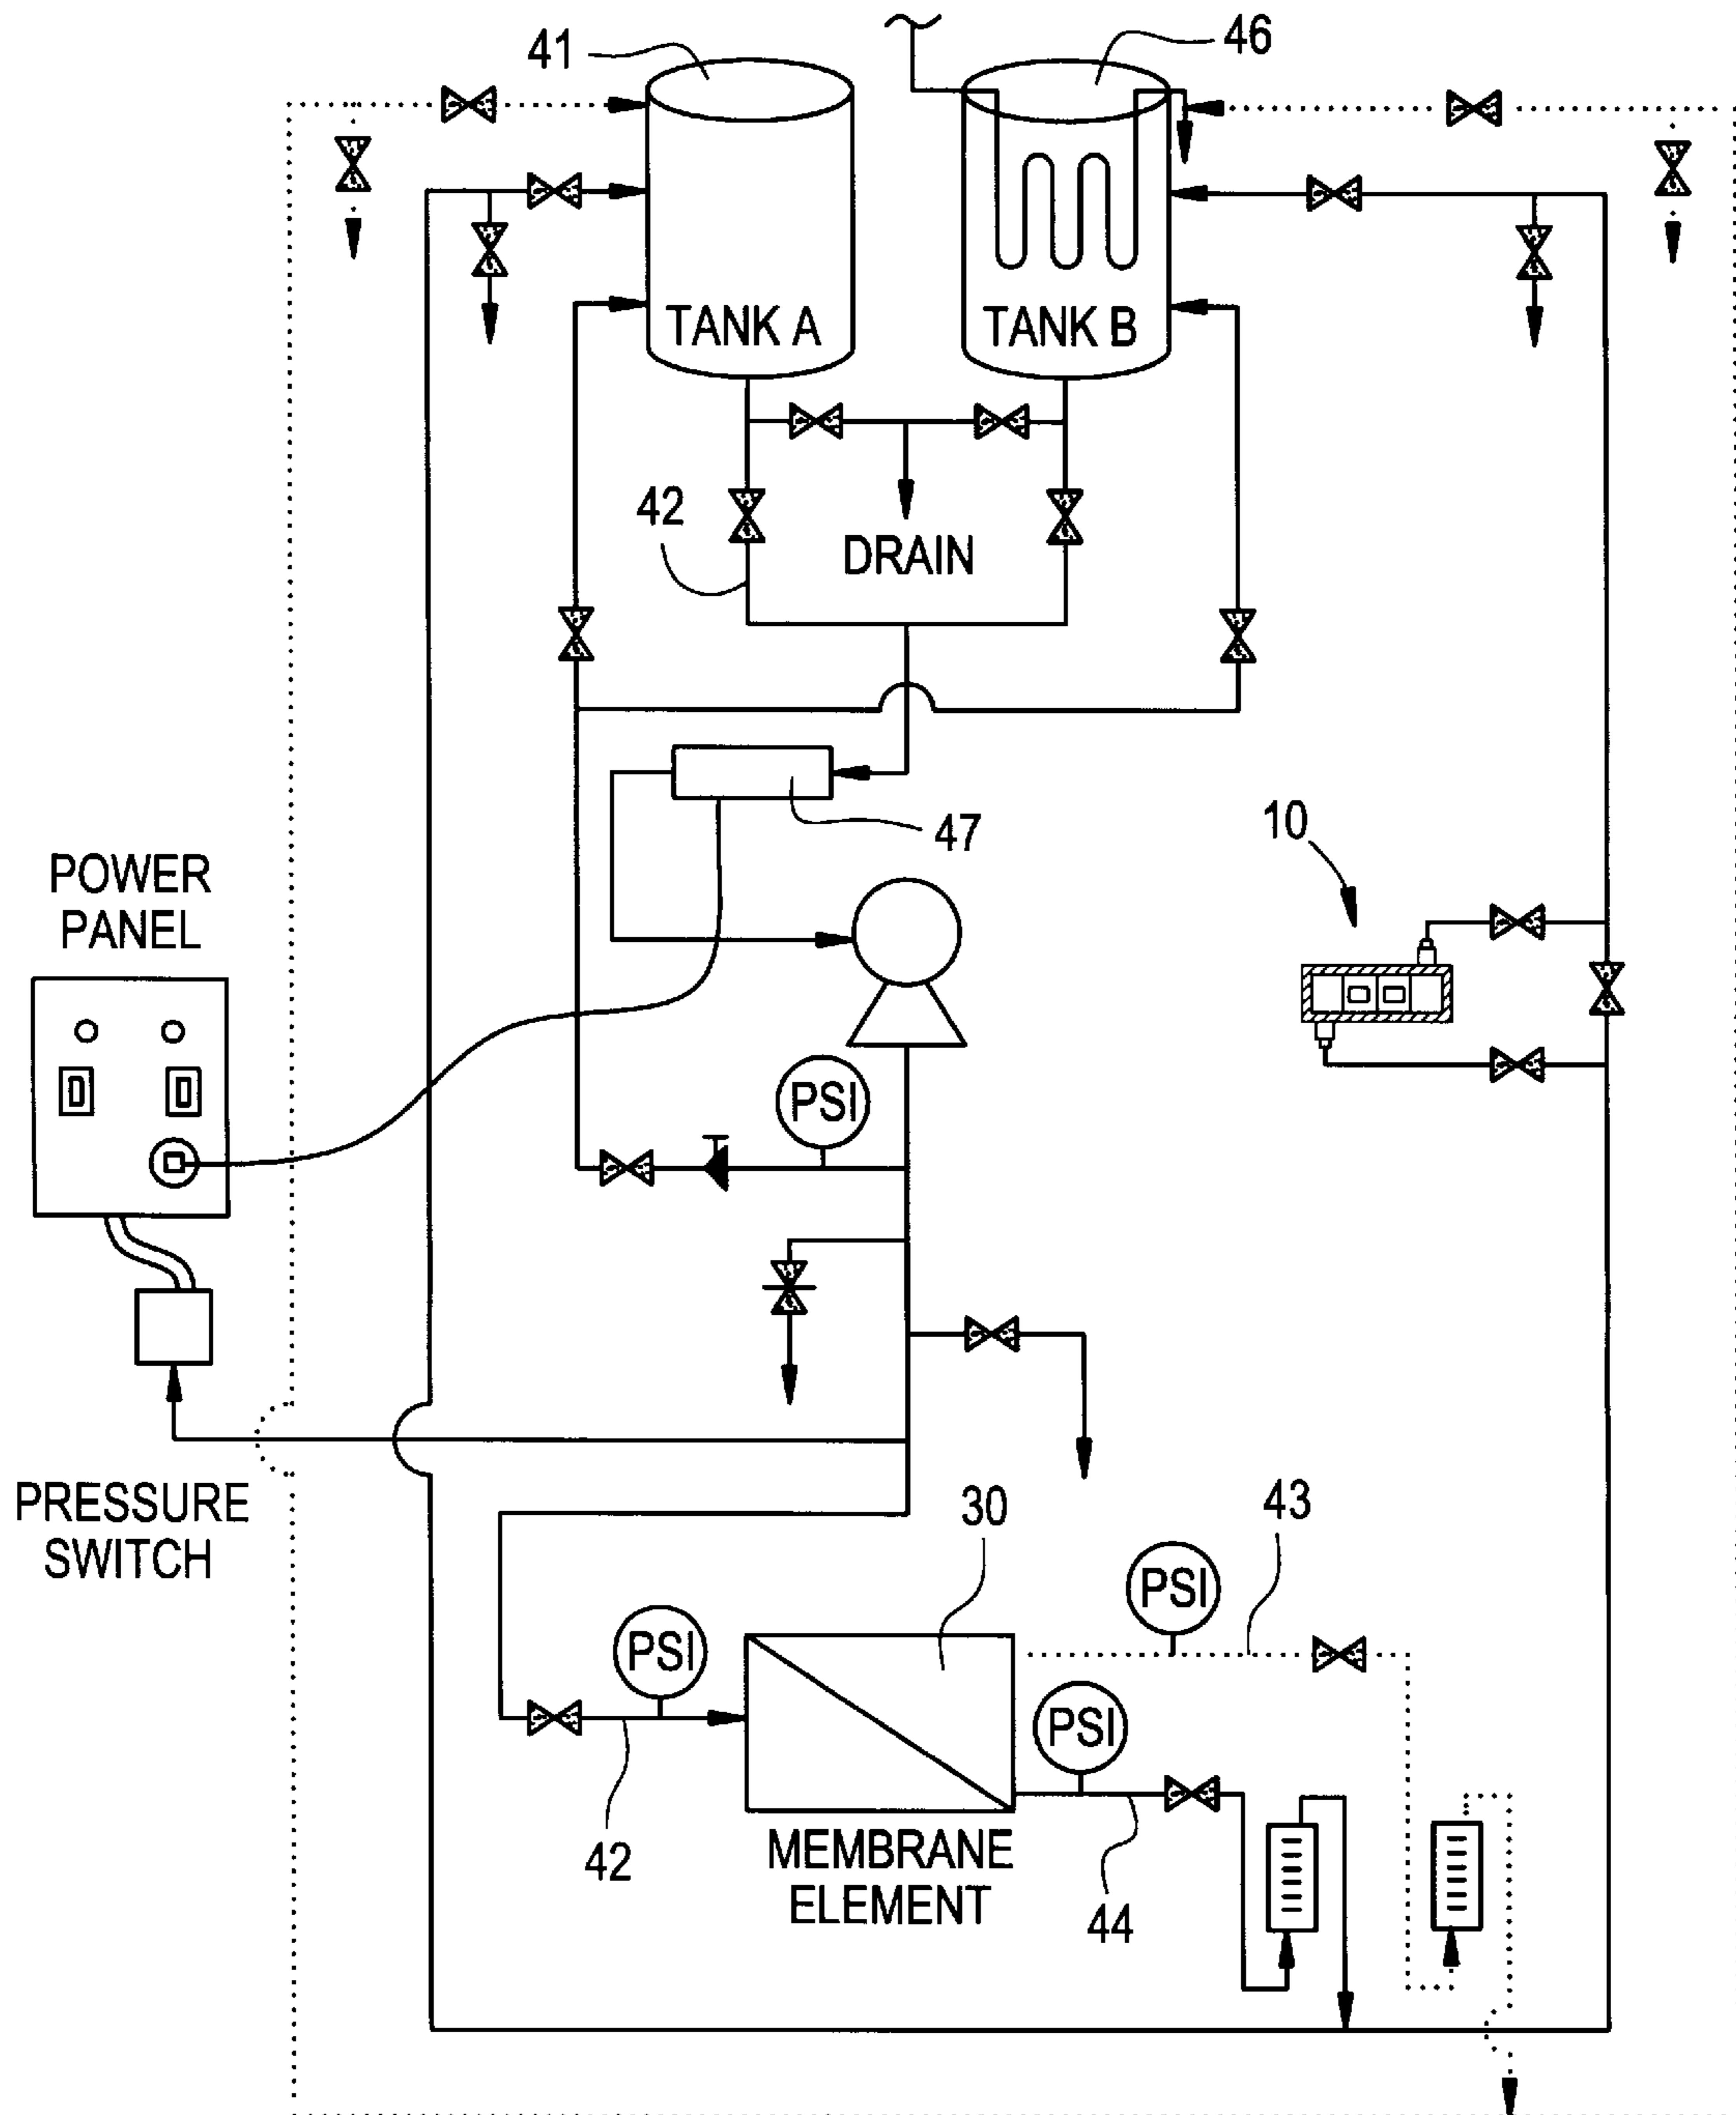 41
46
TANK A
TANK B
42
DRAIN
47
10
POWER
PANEL
PSI
PRESSURE
SWITCH
30
43
PSI
PSI
PSI
42
MEMBRANE
ELEMENT
44